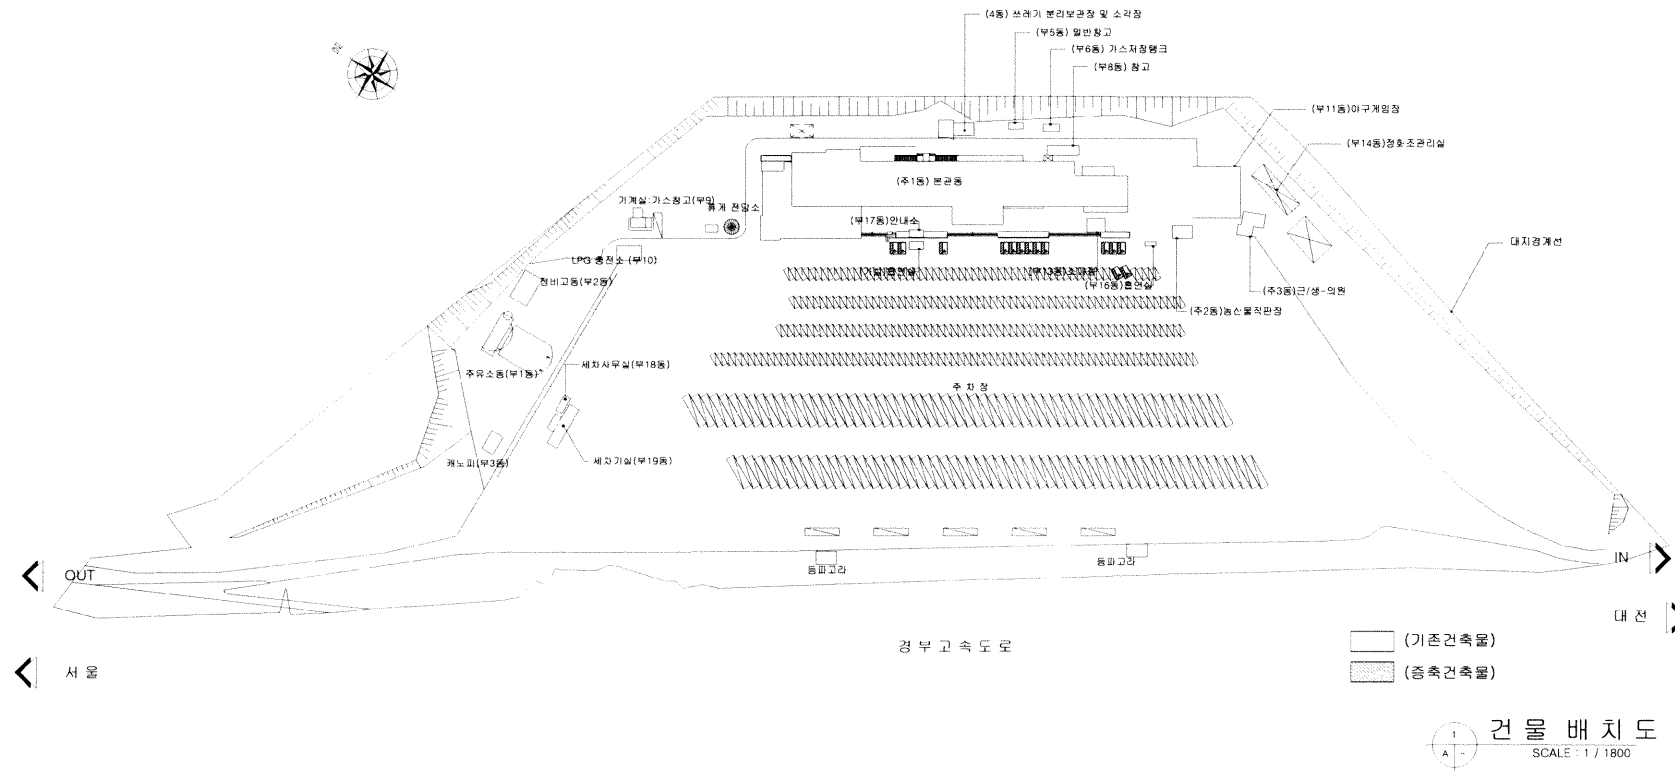 (4동) 쓰레기 분리보관장 및 소각장
(부5동) 일반창고
(부6동) 가스저장탱크
(부8동) 창고
N
(부11동)야구게임장
(부14동)정화조관리실
(주1동) 본관동
기계실:가스창고(부9)
휴게 전망소
(부17동)안내소
대지경계선
LPG 충전소 (부10)
(가설)흡연실
정비고동(부2동)
(부16동)흡연실
(주3동)근/생-의원
(주2동)농산물직판장
주유소동(부1동)
세차사무실(부18동)
주 차 장
캐노피(부3동)
세차기실(부19동)
등파고라
등파고라
IN
OUT
대 전
경 부 고 속 도 로
(기존건축물)
서 울
(증축건축물)
1
A -
건 물 배 치 도
SCALE : 1 / 1800